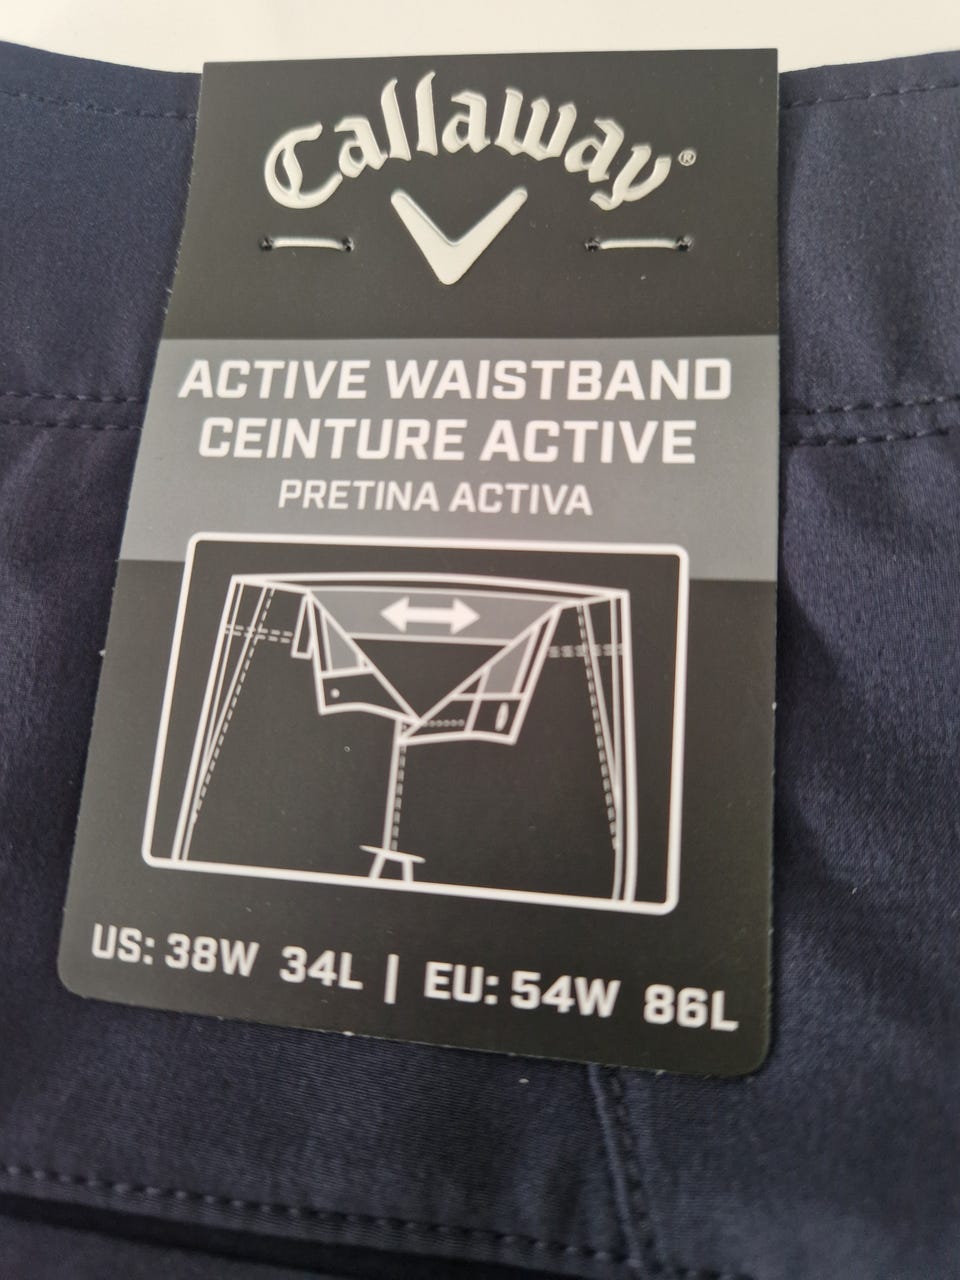 Callaway®
ACTIVE WAISTBAND
CEINTURE ACTIVE
PRETINA ACTIVA
US: 38W 34L | EU: 54W 86L